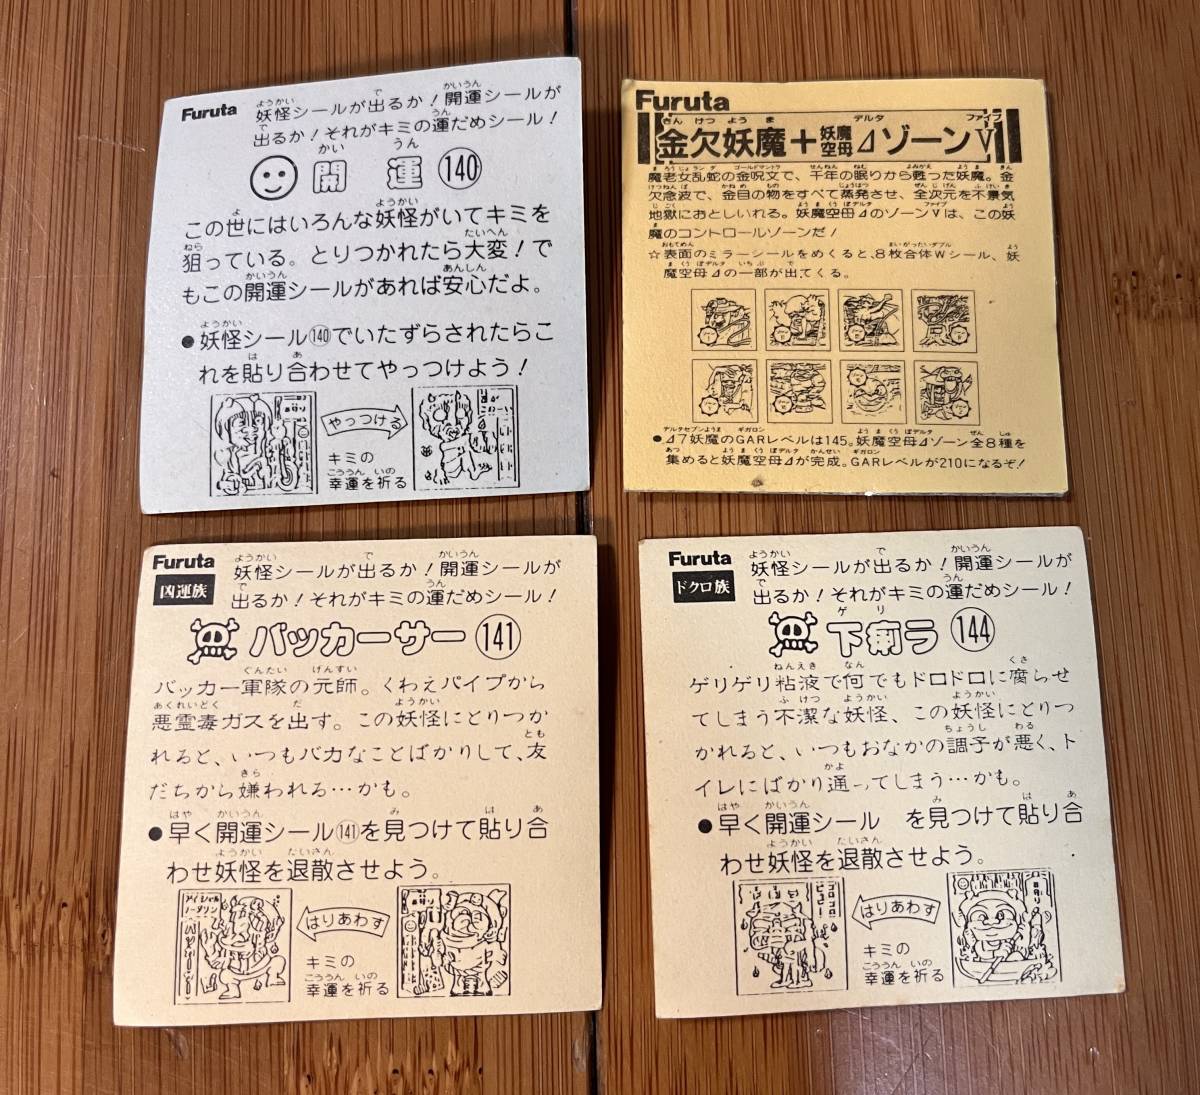 Furuta
妖怪シールが出るか！開運シールが
出るか！それがキミの運だめシール！
開運 140
この世にはいろんな妖怪がいてキミを
狙っている。とりつかれたら大変！で
もこの開運シールがあれば安心だよ。
●妖怪シール140でいたずらされたらこ
れを貼り合わせてやっつけよう！
やっつける
キミの
幸運を祈る
Furuta
金欠妖魔＋妖魔空母⊿ゾーンⅤ
魔老女乱蛇の金呪文で、千年の眠りから甦った妖魔。金
欠念波で、金目の物をすべて蒸発させ、全次元を不景気
地獄におとしいれる。妖魔空母⊿のゾーンⅤは、この妖
魔のコントロールゾーンだ！
☆表面のミラーシールをめくると、8枚合体Wシール、妖
魔空母⊿の一部が出てくる。
●⊿7妖魔のGARレベルは145。妖魔空母⊿ゾーン全8種を
集めると妖魔空母⊿が完成。GARレベルが210になるぞ！
Furuta
凶運族
妖怪シールが出るか！開運シールが
出るか！それがキミの運だめシール！
バッカーサー 141
バッカー軍隊の元師。くわえパイプから
悪霊毒ガスを出す。この妖怪にとりつか
れると、いつもバカなことばかりして、友
だちから嫌われる…かも。
●早く開運シール141を見つけて貼り合
わせ妖怪を退散させよう。
はりあわす
キミの
幸運を祈る
Furuta
ドクロ族
妖怪シールが出るか！開運シールが
出るか！それがキミの運だめシール！
下痢ラ 144
ゲリゲリ粘液で何でもドロドロに腐らせ
てしまう不潔な妖怪、この妖怪にとりつ
かれると、いつもおなかの調子が悪く、ト
イレにばかり通ってしまう…かも。
●早く開運シール を見つけて貼り合
わせ妖怪を退散させよう。
はりあわす
キミの
幸運を祈る